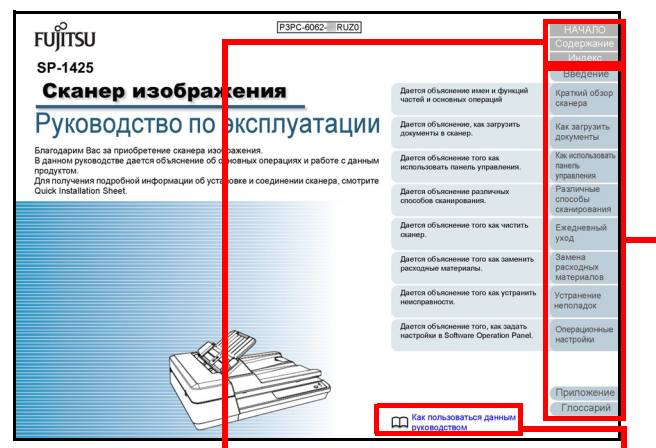 FUJITSU
P3PC-6062- RUZ0
SP-1425
Сканер изображения
Руководство по эксплуатации
Благодарим Вас за приобретение сканера изображения.
В данном руководстве дается объяснение об основных операциях и работе с данным
продуктом.
Для получения подробной информации об установке и соединении сканера, смотрите
Quick Installation Sheet.
Дается объяснение имен и функций
частей и основных операций
Дается объяснение, как загрузить
документы в сканер.
Дается объяснение того как
использовать панель управления.
Дается объяснение различных
способов сканирования.
Дается объяснение того как чистить
сканер.
Дается объяснение того как заменить
расходные материалы.
Дается объяснение того как устранить
неисправности.
Дается объяснение того, как задать
настройки в Software Operation Panel.
НАЧАЛО
Содержание
Индекс
Введение
Краткий обзор
сканера
Как загрузить
документы
Как использовать
панель
управления
Различные
способы
сканирования
Ежедневный
уход
Замена
расходных
материалов
Устранение
неполадок
Операционные
настройки
Приложение
Глоссарий
Как пользоваться данным
руководством